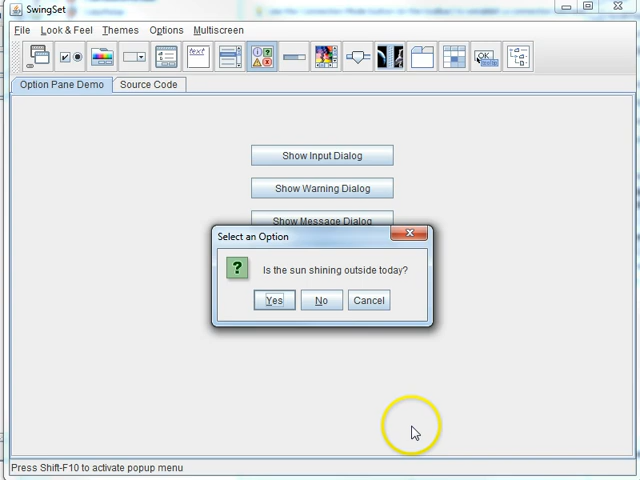 SwingSet
File Look & Feel Themes Options Multiscreen
text OK
Option Pane Demo Source Code
Show Input Dialog
Show Warning Dialog
Show Message Dialog
Select an Option
Is the sun shining outside today?
Yes No Cancel
Press Shift-F10 to activate popup menu